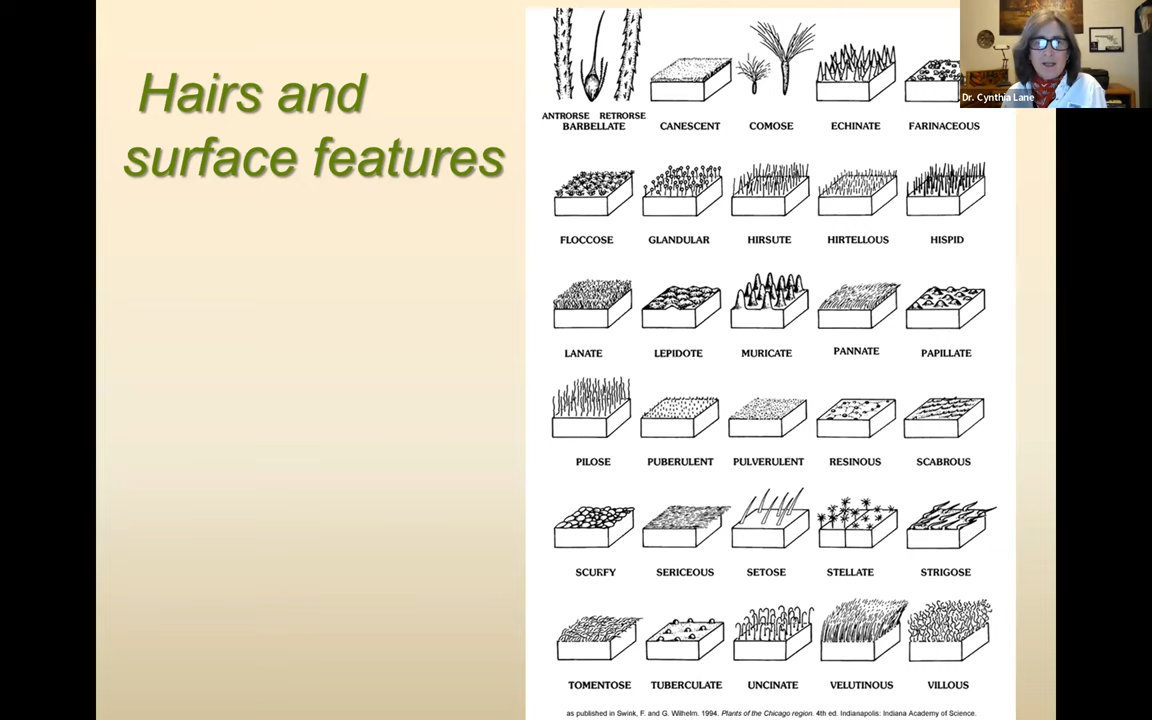 Hairs and
surface features
Dr. Cynthia Lane
ANTRORSE RETRORSE
BARBELLATE CANESCENT COMOSE ECHINATE FARINACEOUS
FLOCCOSE GLANDULAR HIRSUTE HIRTELLOUS HISPID
LANATE LEPIDOTE MURICATE PANNATE PAPILLATE
PILOSE PUBERULENT PULVERULENT RESINOUS SCABROUS
SCURFY SERICEOUS SETOSE STELLATE STRIGOSE
TOMENTOSE TUBERCULATE UNCINATE VELUTINOUS VILLOUS
as published in Swink, F. and G. Wilhelm. 1994. Plants of the Chicago region. 4th ed. Indianapolis: Indiana Academy of Science.